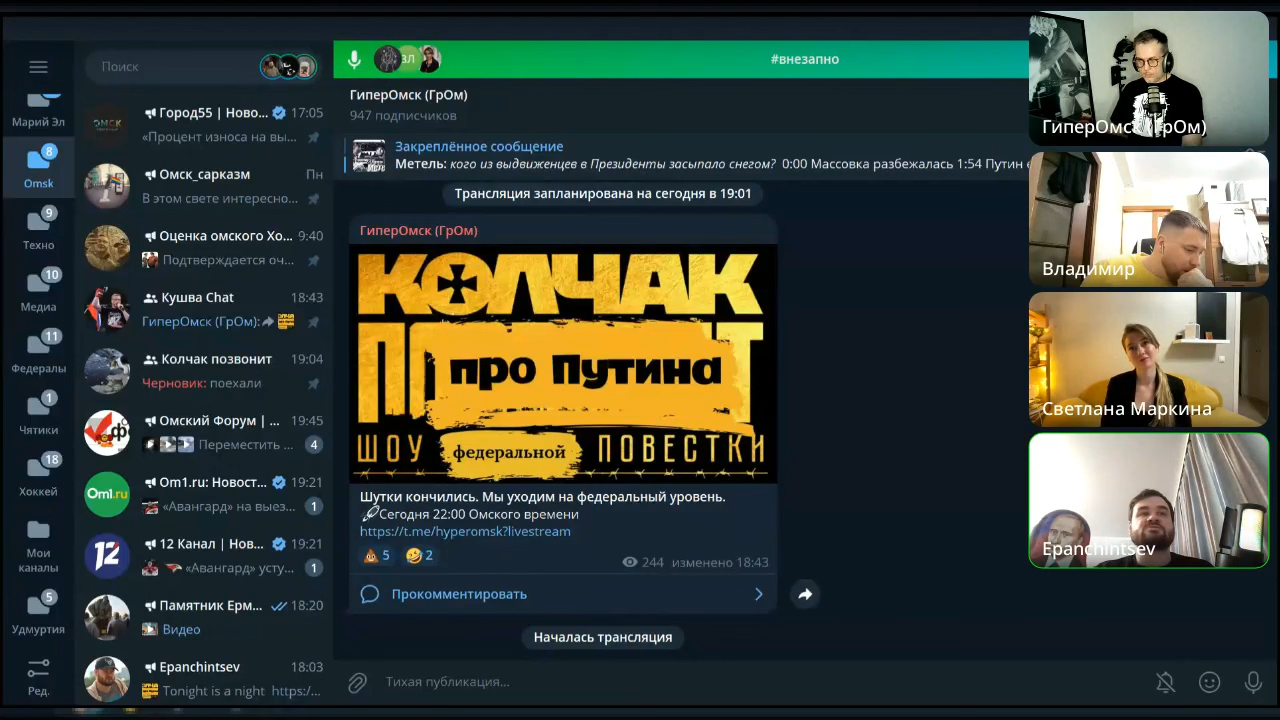 Поиск
Марий Эл
8
Omsk
9
Техно
10
Медиа
11
Федералы
1
Чятики
18
Хоккей
Мои
каналы
5
Удмуртия
Ред.
Город55 | Ново... 17:05
«Процент износа на вы...
Омск_сарказм Пн
В этом свете интересно...
Оценка омского Хо... 9:40
Подтверждается оч...
Кушва Chat 18:43
ГиперОмск (ГрОм):
Колчак позвонит 19:04
Черновик: поехали
Омский Форум | ... 19:45
Переместить ... 4
Om1.ru
Om1.ru: Новост... 19:21
«Авангард» на выез... 1
12
12 Канал | Нов... 19:21
«Авангард» усту... 1
Памятник Ерм... 18:20
Видео
Epanchintsev 18:03
Tonight is a night https:/...
ЗЛ
#внезапно
ГиперОмск (ГрОм)
947 подписчиков
Закреплённое сообщение
Метель: кого из выдвиженцев в Президенты засыпало снегом? 0:00 Массовка разбежалась 1:54 Путин
Трансляция запланирована на сегодня в 19:01
ГиперОмск (ГрОм)
КОЛЧАК
про Путина
ШОУ федеральной ПОВЕСТКИ
Шутки кончились. Мы уходим на федеральный уровень.
Сегодня 22:00 Омского времени
https://t.me/hyperomsk?livestream
5 2
244 изменено 18:43
Прокомментировать
Началась трансляция
Тихая публикация...
Владимир
Светлана Маркина
Epanchintsev